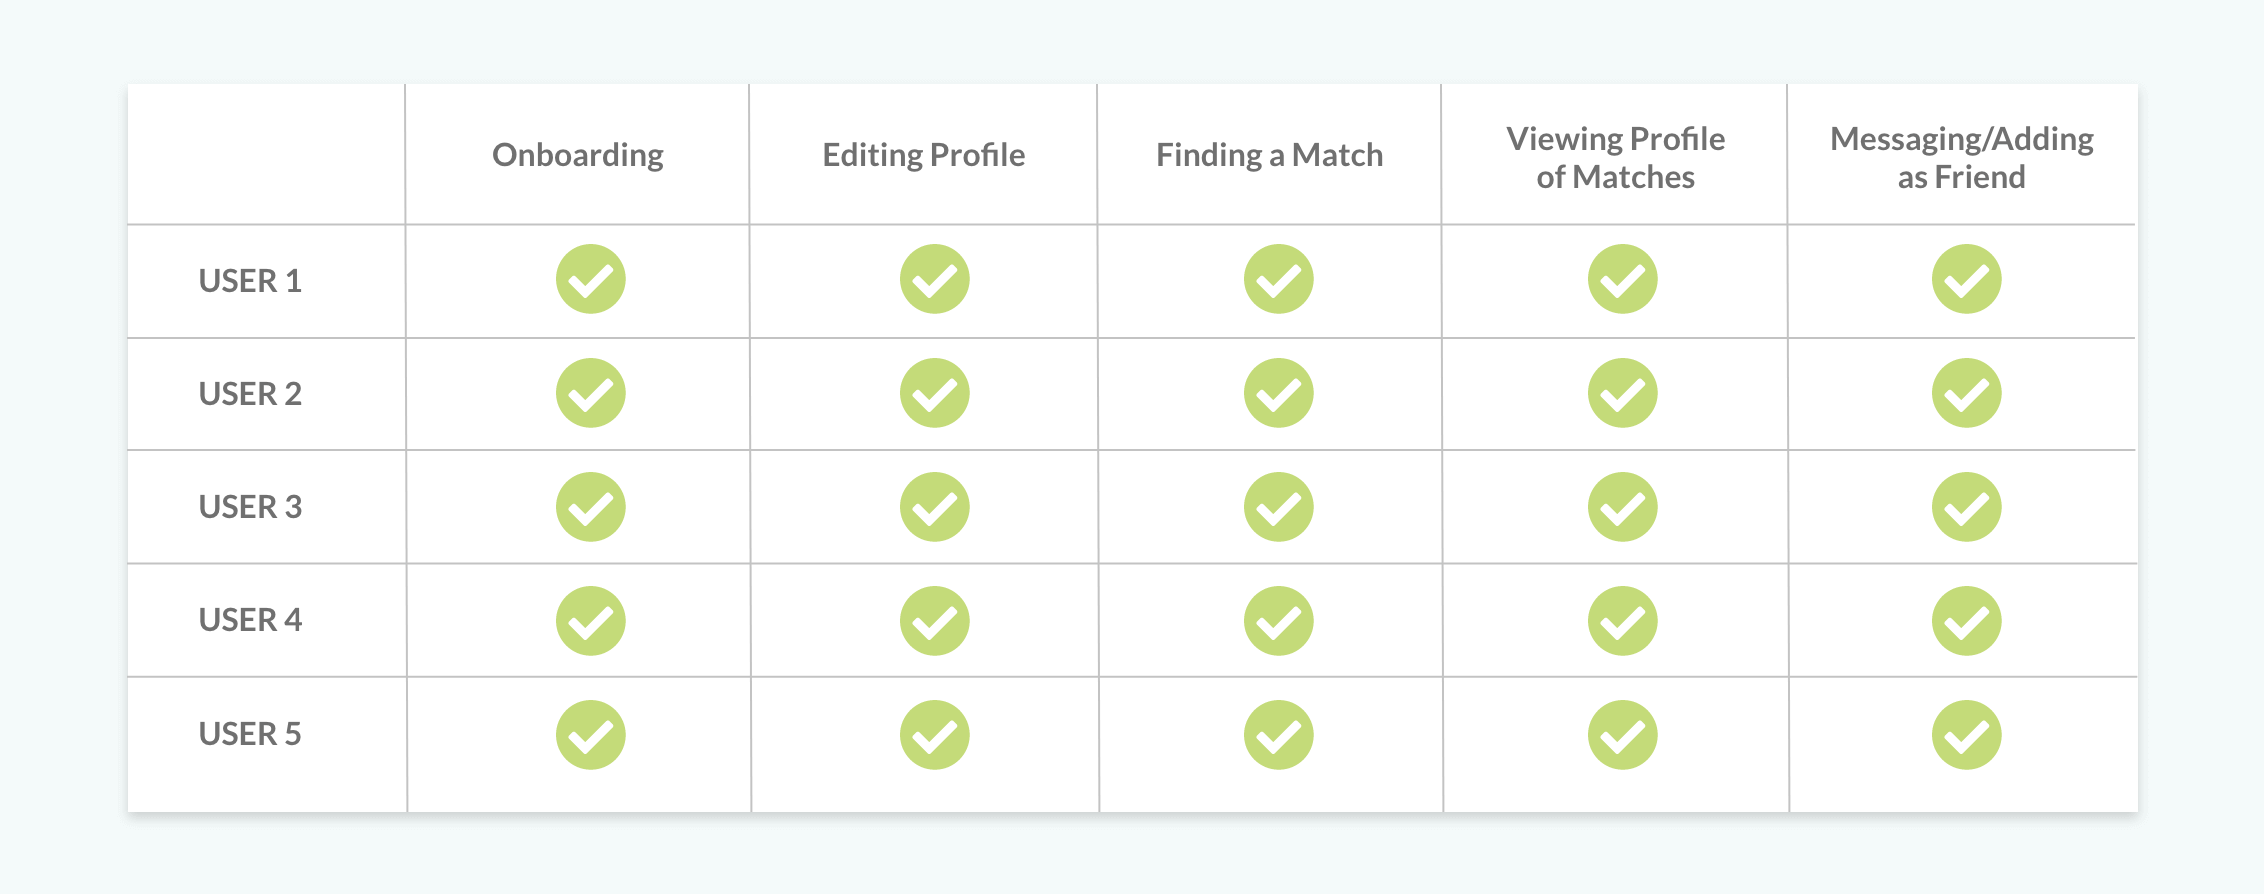 Onboarding
Editing Profile
Finding a Match
Viewing Profile
of Matches
Messaging/Adding
as Friend
USER 1
USER 2
USER 3
USER 4
USER 5